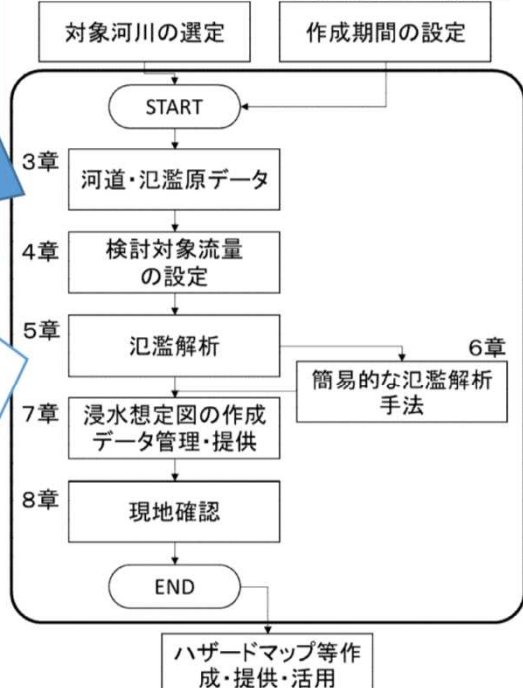 対象河川の選定
作成期間の設定
START
3章
河道・氾濫原データ
4章
検討対象流量
の設定
5章
氾濫解析
6章
簡易的な氾濫解析
手法
7章
浸水想定図の作成
データ管理・提供
8章
現地確認
END
ハザードマップ等作
成・提供・活用